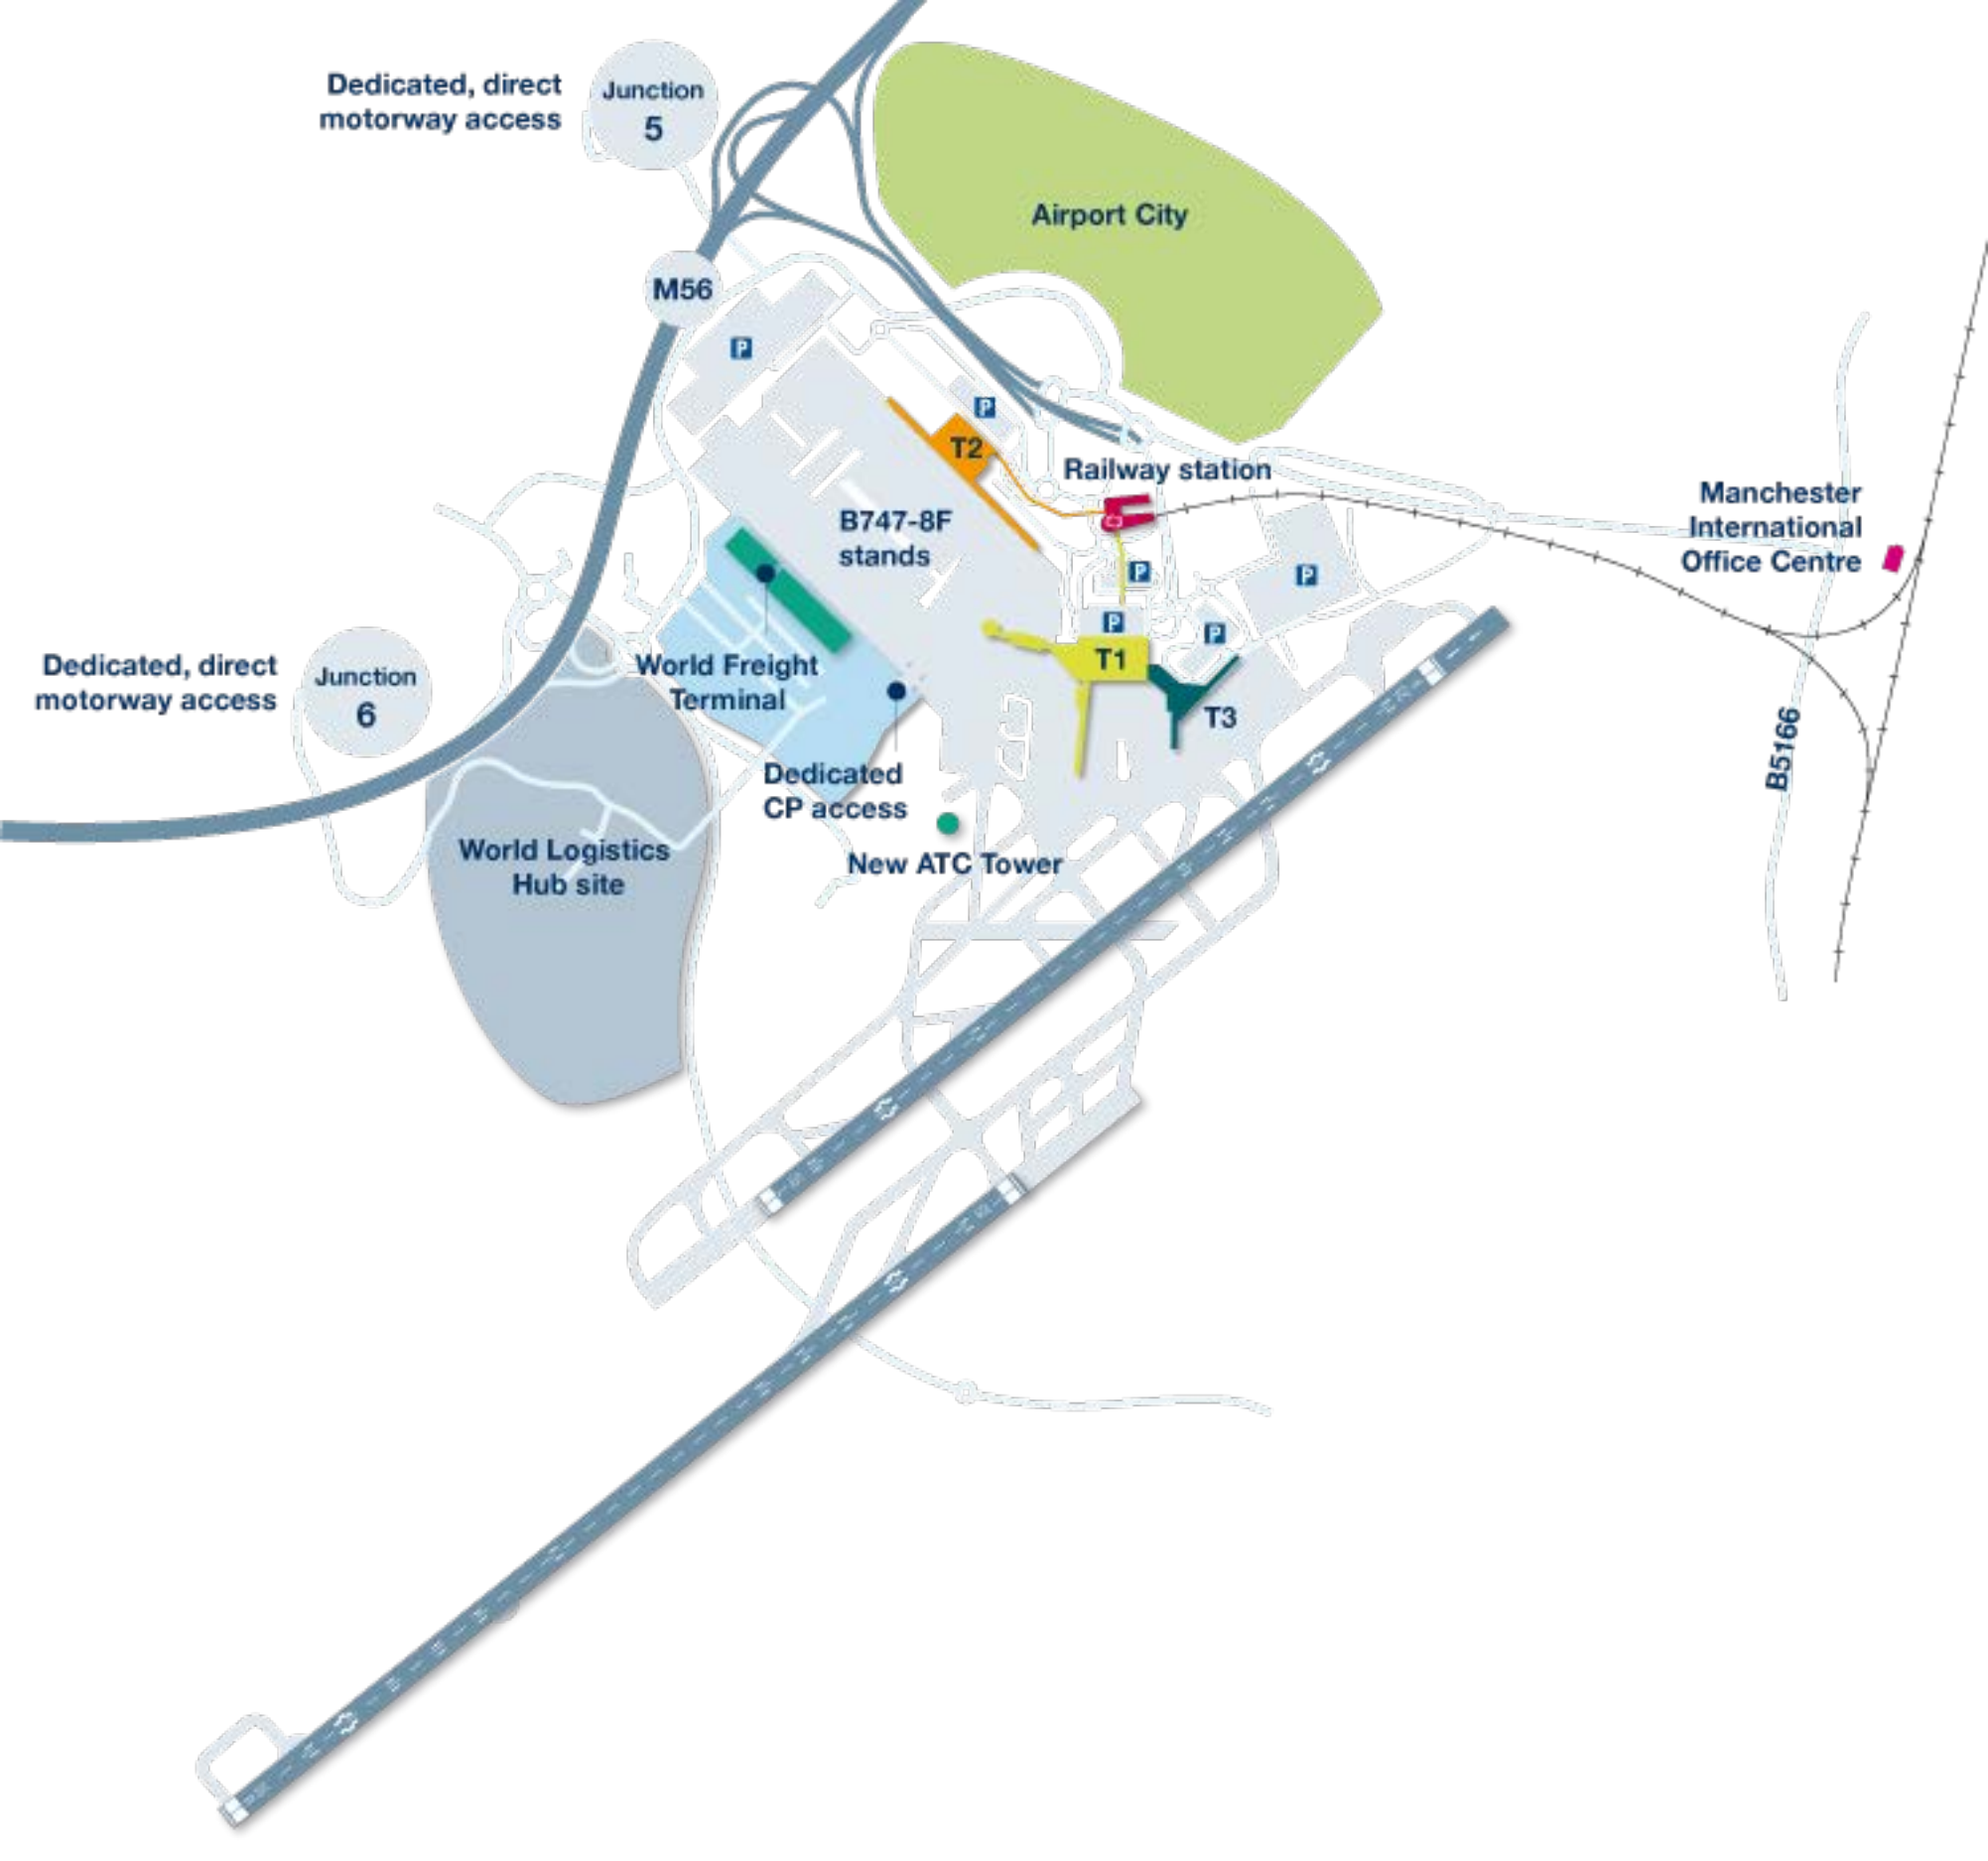 Dedicated, direct
motorway access
Junction
5
Airport City
M56
P
P
T2
Railway station
Manchester
International
Office Centre
B747-8F
stands
P
P
P
P
T1
T3
World Freight
Terminal
Dedicated, direct
motorway access
Junction
6
B5166
Dedicated
CP access
New ATC Tower
World Logistics
Hub site